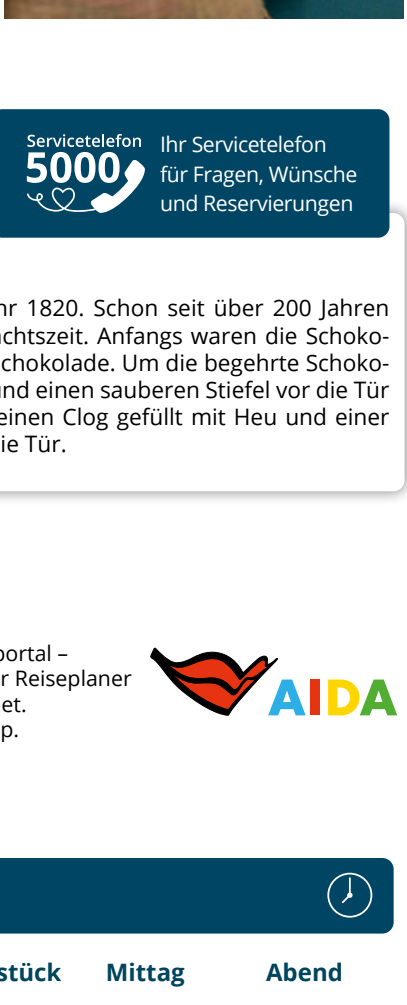 Servicetelefon
5000
Ihr Servicetelefon
für Fragen, Wünsche
und Reservierungen
hr 1820. Schon seit über 200 Jahren
achtszeit. Anfangs waren die Schoko-
chokolade. Um die begehrte Schoko-
und einen sauberen Stiefel vor die Tür
einen Clog gefüllt mit Heu und einer
ie Tür.
portal –
r Reiseplaner
et.
p.
AIDA
stück Mittag Abend